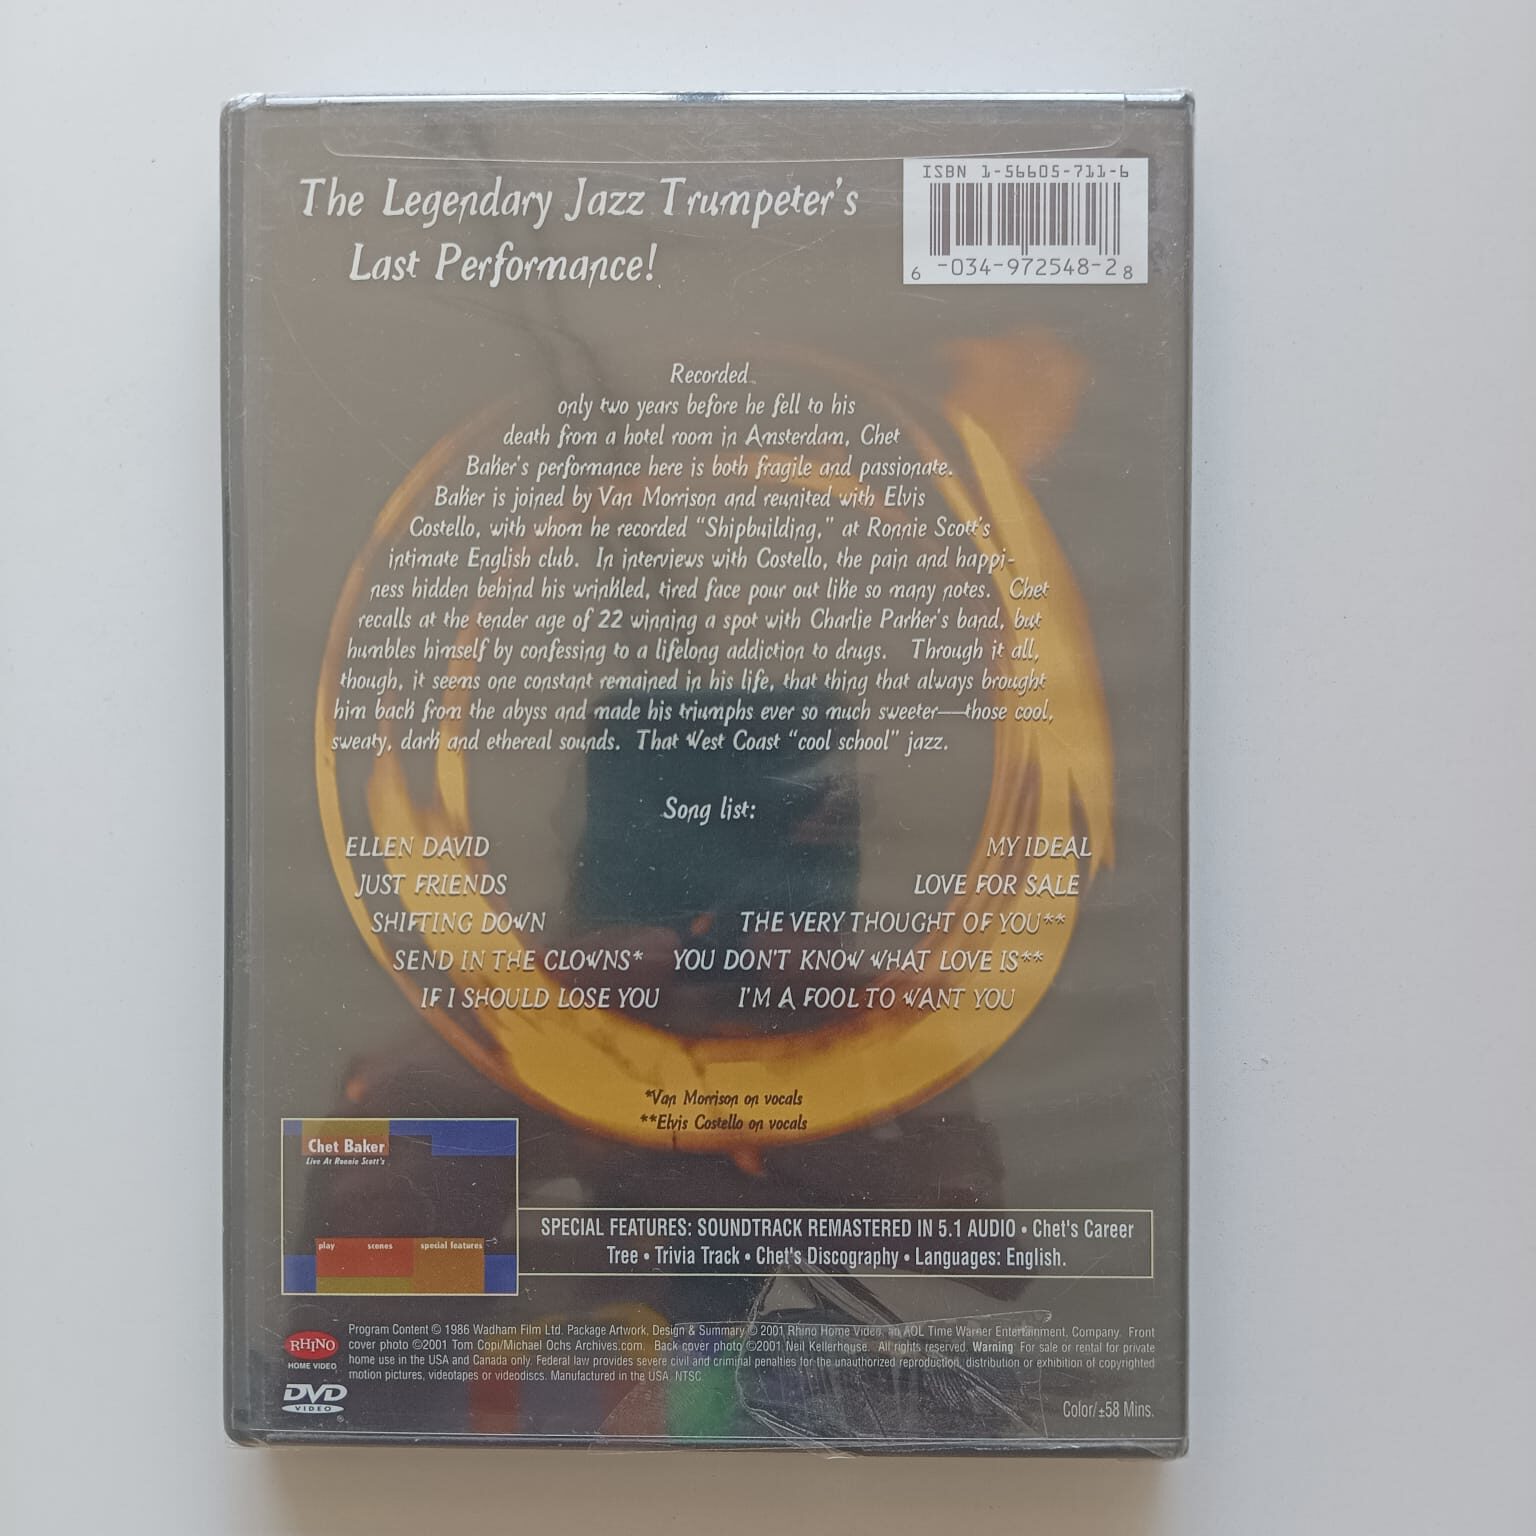 The Legendary Jazz Trumpeter's
Last Performance!
ISBN 1-56605-711-6
6 -034-972548-2 8
Recorded
only two years before he fell to his
death from a hotel room in Amsterdam, Chet
Baker's performance here is both fragile and passionate.
Baker is joined by Van Morrison and reunited with Elvis
Costello, with whom he recorded "Shipbuilding," at Ronnie Scott's
intimate English club. In interviews with Costello, the pain and happi-
ness hidden behind his wrinkled, tired face pour out like so many notes. Chet
recalls at the tender age of 22 winning a spot with Charlie Parker's band, but
humbles himself by confessing to a lifelong addiction to drugs. Through it all,
though, it seems one constant remained in his life, that thing that always brought
him back from the abyss and made his triumphs ever so much sweeter—those cool,
sweaty, dark and ethereal sounds. That West Coast "cool school" jazz.
Song list:
ELLEN DAVID
JUST FRIENDS
SHIFTING DOWN
SEND IN THE CLOWNS*
IF I SHOULD LOSE YOU
MY IDEAL
LOVE FOR SALE
THE VERY THOUGHT OF YOU**
YOU DON'T KNOW WHAT LOVE IS**
I'M A FOOL TO WANT YOU
*Van Morrison on vocals
**Elvis Costello on vocals
Chet Baker
Live At Ronnie Scott's
play scenes special features
SPECIAL FEATURES: SOUNDTRACK REMASTERED IN 5.1 AUDIO • Chet's Career
Tree • Trivia Track • Chet's Discography • Languages: English.
RHINO
HOME VIDEO
Program Content © 1986 Wadham Film Ltd. Package Artwork, Design & Summary © 2001 Rhino Home Video, an AOL Time Warner Entertainment, Company. Front
cover photo ©2001 Tom Copi/Michael Ochs Archives.com. Back cover photo ©2001 Neil Kellerhouse. All rights reserved. Warning: For sale or rental for private
home use in the USA and Canada only. Federal law provides severe civil and criminal penalties for the unauthorized reproduction, distribution or exhibition of copyrighted
motion pictures, videotapes or videodiscs. Manufactured in the USA. NTSC
DVD
VIDEO
®
Color/±58 Mins.